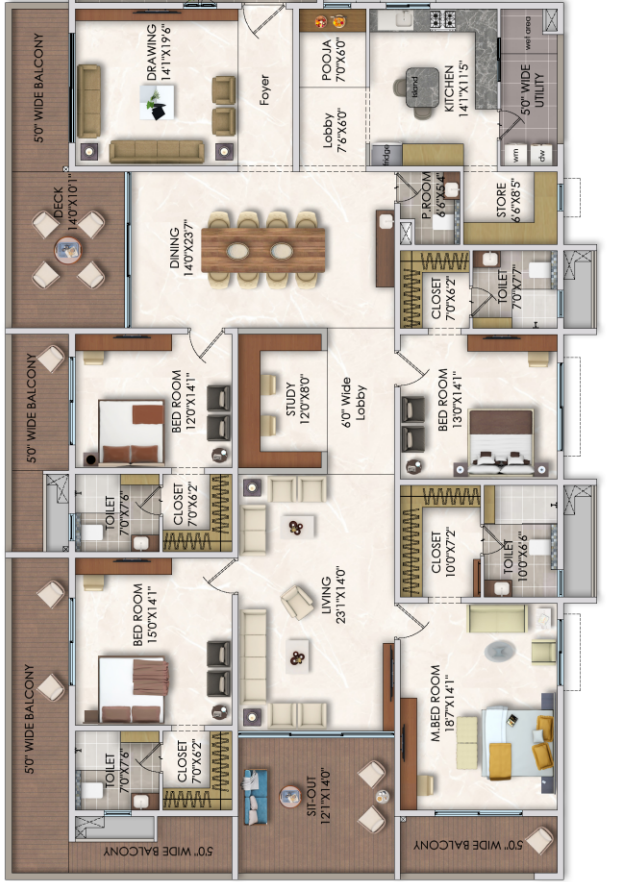 5'0" WIDE BALCONY
DRAWING
14'1"X19'6"
Foyer
POOJA
7'0"X6'0"
Lobby
7'6"X6'0"
Island
KITCHEN
14'1"X11'5"
wet area
5'0" WIDE
UTILITY
wm
dw
DECK
14'0"X10'1"
DINING
14'0"X23'7"
P.ROOM
6'6"X5'4"
STORE
6'6"X8'5"
CLOSET
7'0"X6'2"
TOILET
7'0"X7'7"
5'0" WIDE BALCONY
BED ROOM
12'0"X14'1"
STUDY
12'0"X8'0"
6'0" Wide
Lobby
BED ROOM
13'0"X14'1"
TOILET
7'0"X7'6"
CLOSET
7'0"X6'2"
CLOSET
10'0"X7'2"
TOILET
10'0"X6'6"
5'0" WIDE BALCONY
BED ROOM
15'0"X14'1"
LIVING
23'1"X14'0"
M.BED ROOM
18'7"X14'1"
TOILET
7'0"X7'6"
CLOSET
7'0"X6'2"
SIT-OUT
12'1"X14'0"
5'0" WIDE BALCONY
5'0" WIDE BALCONY